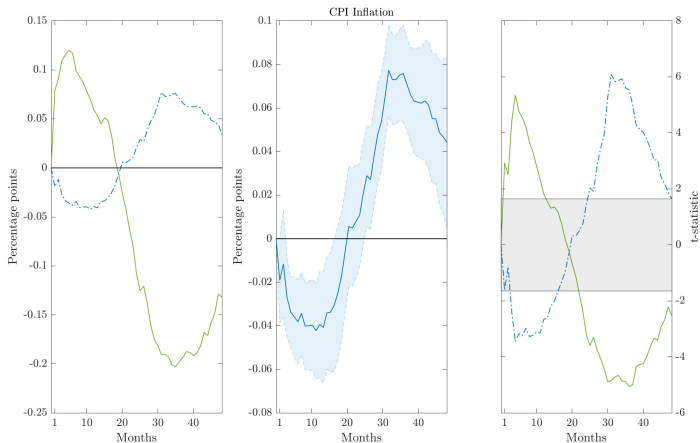 CPI Inflation
0.15
0.1
0.05
0
-0.05
-0.1
-0.15
-0.2
-0.25
Percentage points
1 10 20 30 40
Months
0.1
0.08
0.06
0.04
0.02
0
-0.02
-0.04
-0.06
-0.08
Percentage points
1 10 20 30 40
Months
8
6
4
2
0
-2
-4
-6
t-statistic
1 10 20 30 40
Months